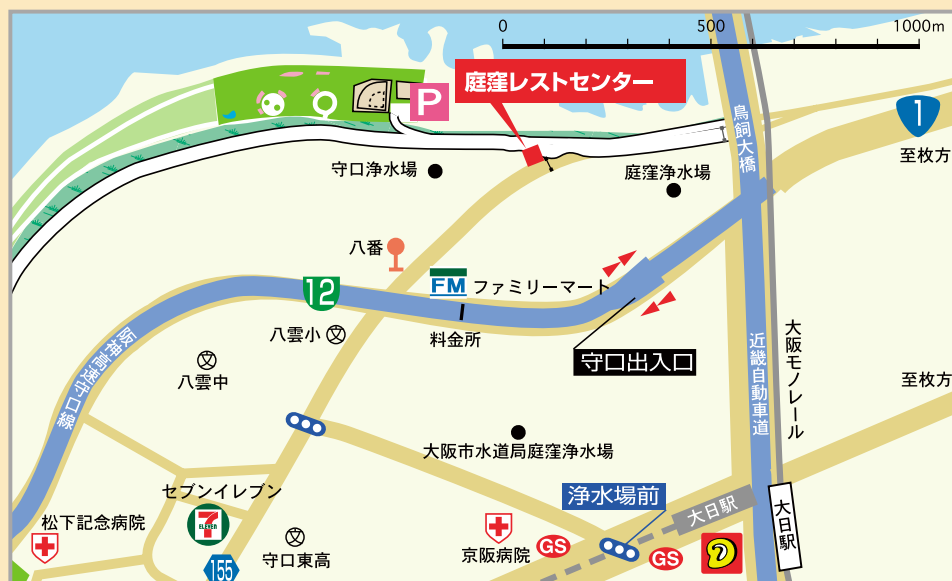 0
500
1000m
庭窪レストセンター
P
1
鳥飼大橋
至枚方
守口浄水場
庭窪浄水場
八番
12
FM
ファミリーマート
八雲小
文
料金所
守口出入口
阪神高速守口線
文
八雲中
近畿自動車道
大阪モノレール
至枚方
大阪市水道局庭窪浄水場
セブンイレブン
浄水場前
松下記念病院
7
ELEVEN
文
守口東高
京阪病院
GS
GS
大日駅
大日駅
D
155